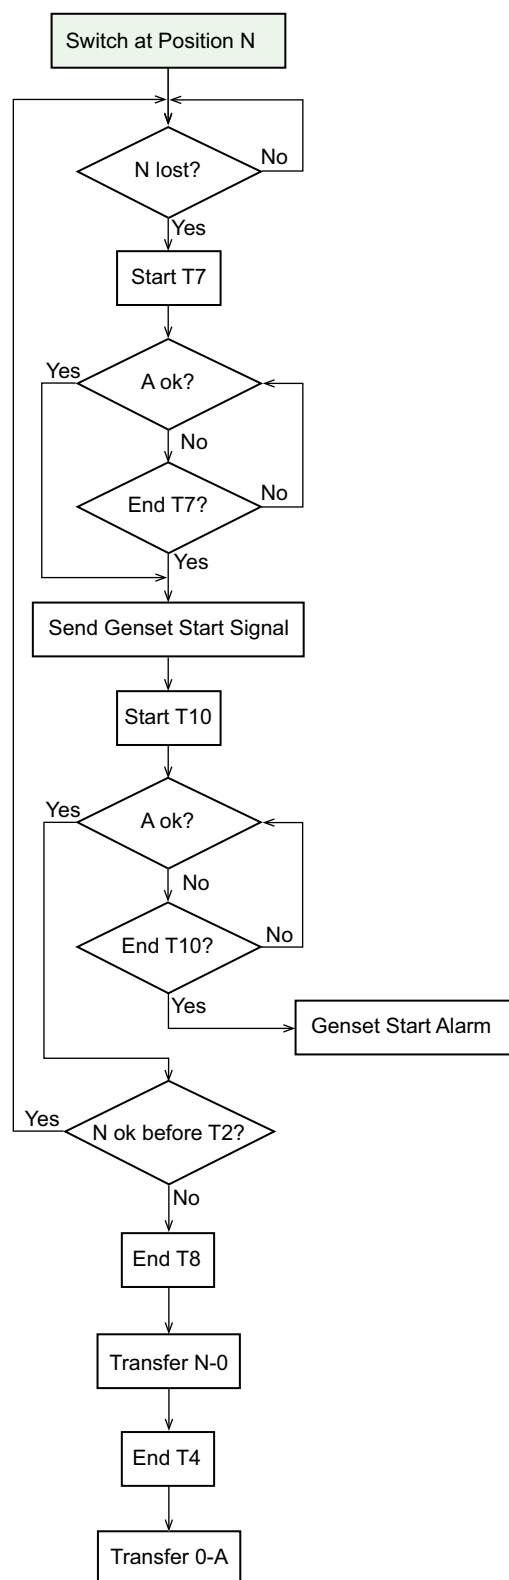 Switch at Position N
N lost?
No
Yes
Start T7
Yes
A ok?
No
End T7?
No
Yes
Send Genset Start Signal
Start T10
Yes
A ok?
No
End T10?
No
Yes
Genset Start Alarm
Yes
N ok before T2?
No
End T8
Transfer N-0
End T4
Transfer 0-A